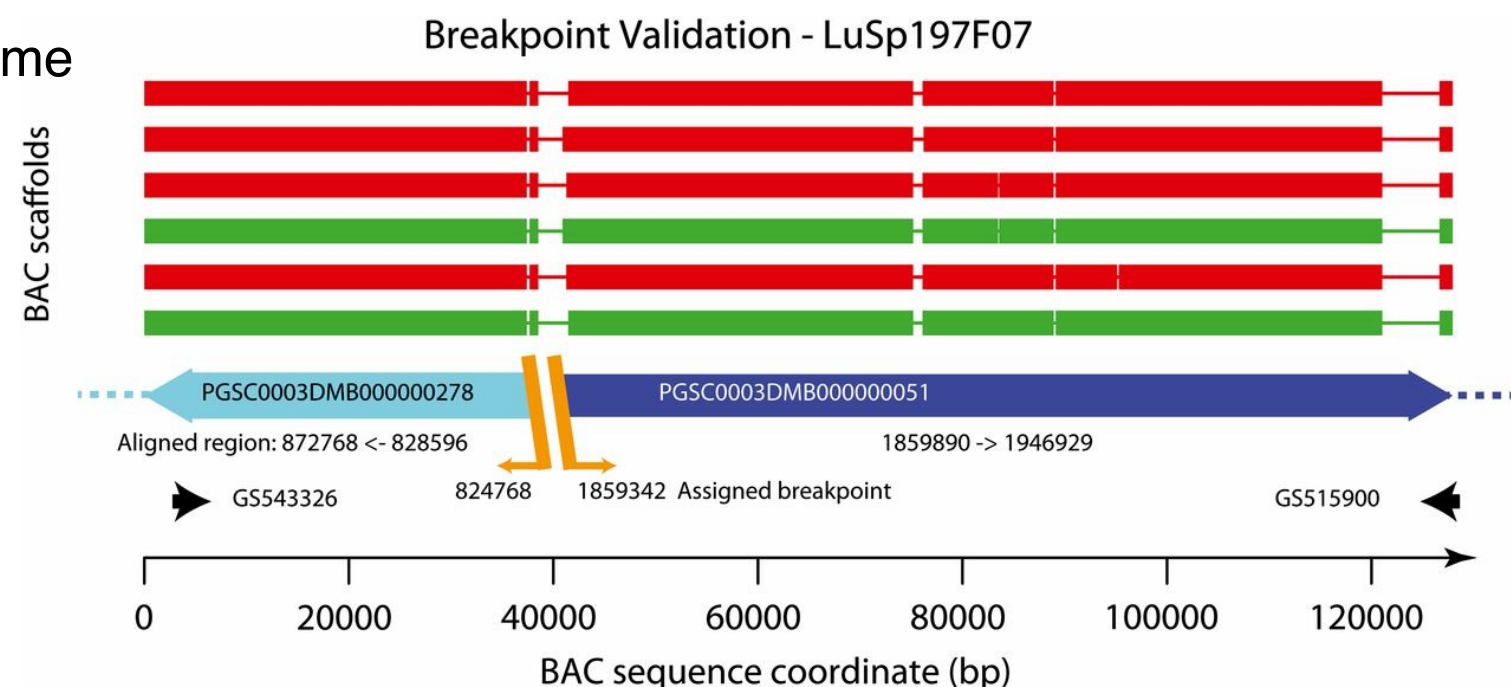 Breakpoint Validation - LuSp197F07
me
BAC scaffolds
PGSC0003DMB000000278
PGSC0003DMB000000051
Aligned region: 872768 <- 828596
1859890 -> 1946929
824768
1859342 Assigned breakpoint
GS543326
GS515900
0 20000 40000 60000 80000 100000 120000
BAC sequence coordinate (bp)